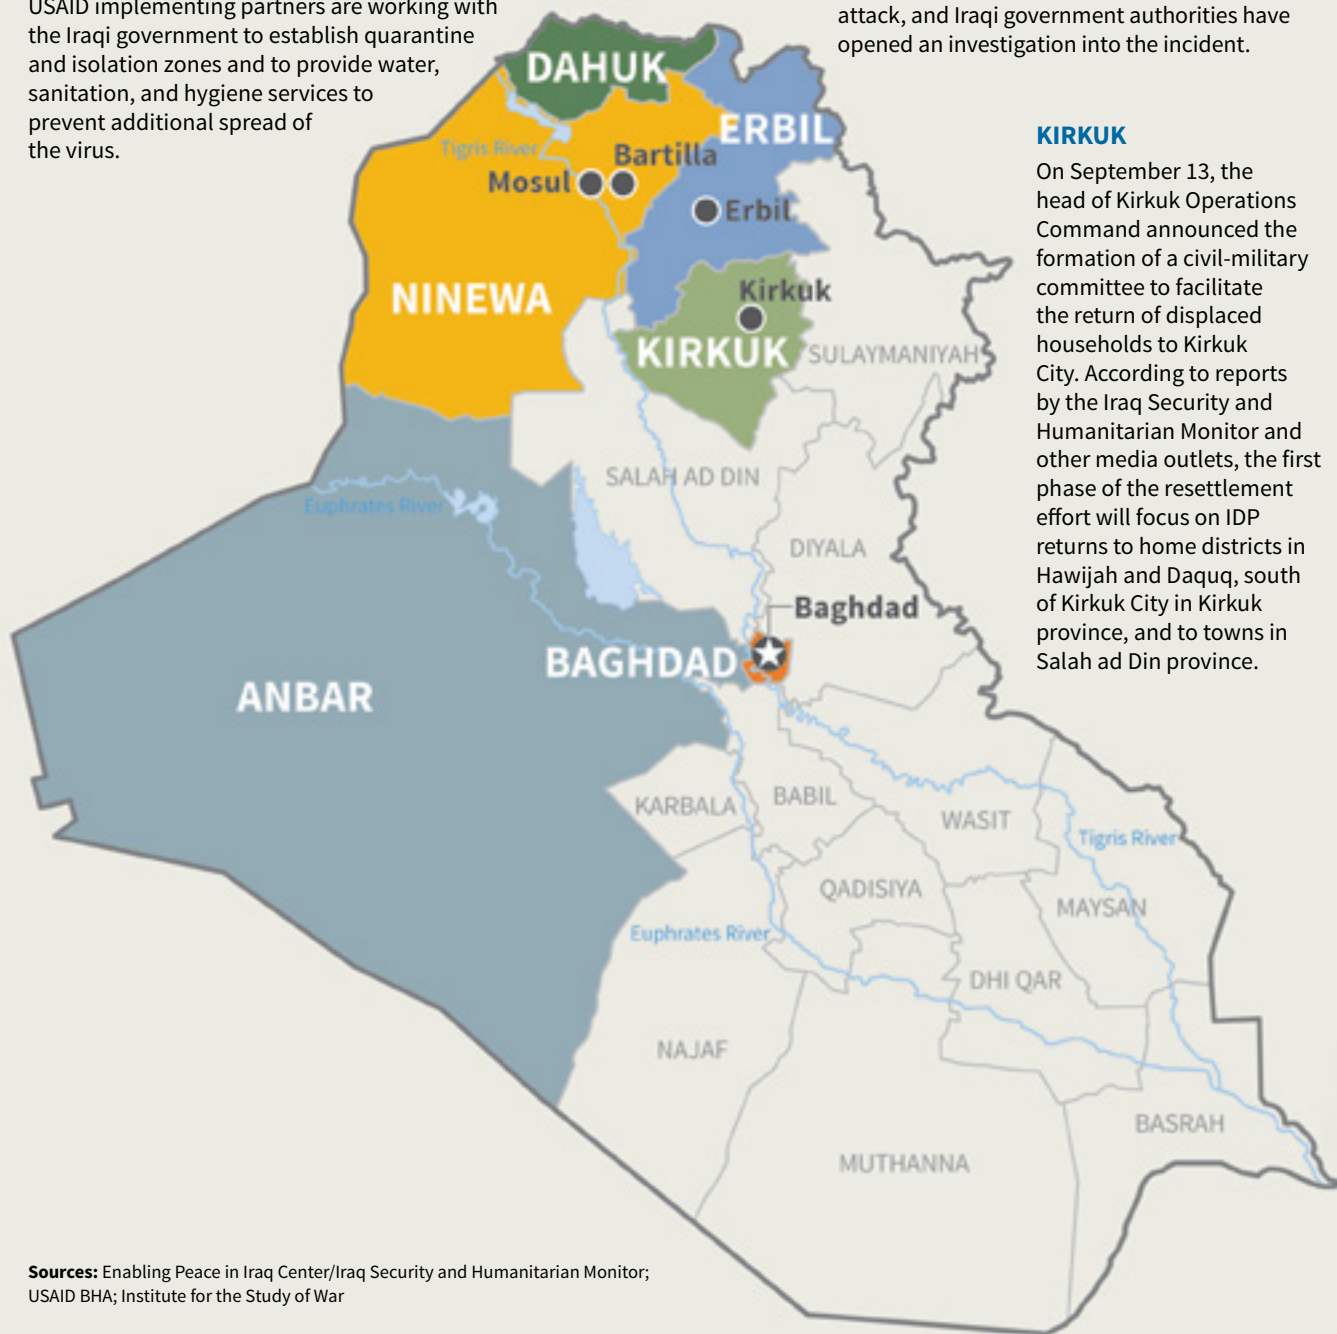 USAID implementing partners are working with
the Iraqi government to establish quarantine
and isolation zones and to provide water,
sanitation, and hygiene services to
prevent additional spread of
the virus.
attack, and Iraqi government authorities have
opened an investigation into the incident.
KIRKUK
On September 13, the
head of Kirkuk Operations
Command announced the
formation of a civil-military
committee to facilitate
the return of displaced
households to Kirkuk
City. According to reports
by the Iraq Security and
Humanitarian Monitor and
other media outlets, the first
phase of the resettlement
effort will focus on IDP
returns to home districts in
Hawijah and Daquq, south
of Kirkuk City in Kirkuk
province, and to towns in
Salah ad Din province.
DAHUK
ERBIL
Tigris River
Bartilla
Mosul
Erbil
NINEWA
Kirkuk
KIRKUK
SULAYMANIYAH
SALAH AD DIN
Euphrates River
DIYALA
Baghdad
BAGHDAD
ANBAR
KARBALA
BABIL
WASIT
Tigris River
QADISIYA
MAYSAN
Euphrates River
DHI QAR
NAJAF
BASRAH
MUTHANNA
Sources: Enabling Peace in Iraq Center/Iraq Security and Humanitarian Monitor;
USAID BHA; Institute for the Study of War